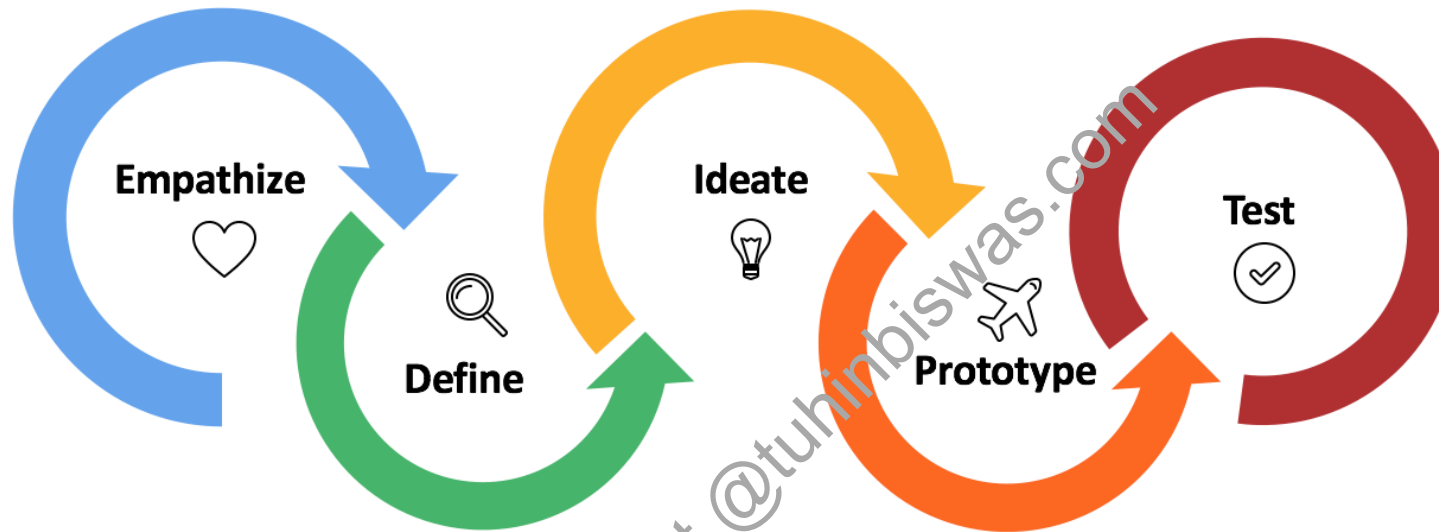 Empathize
Define
Ideate
Prototype
Test
@tuhinbiswas.com